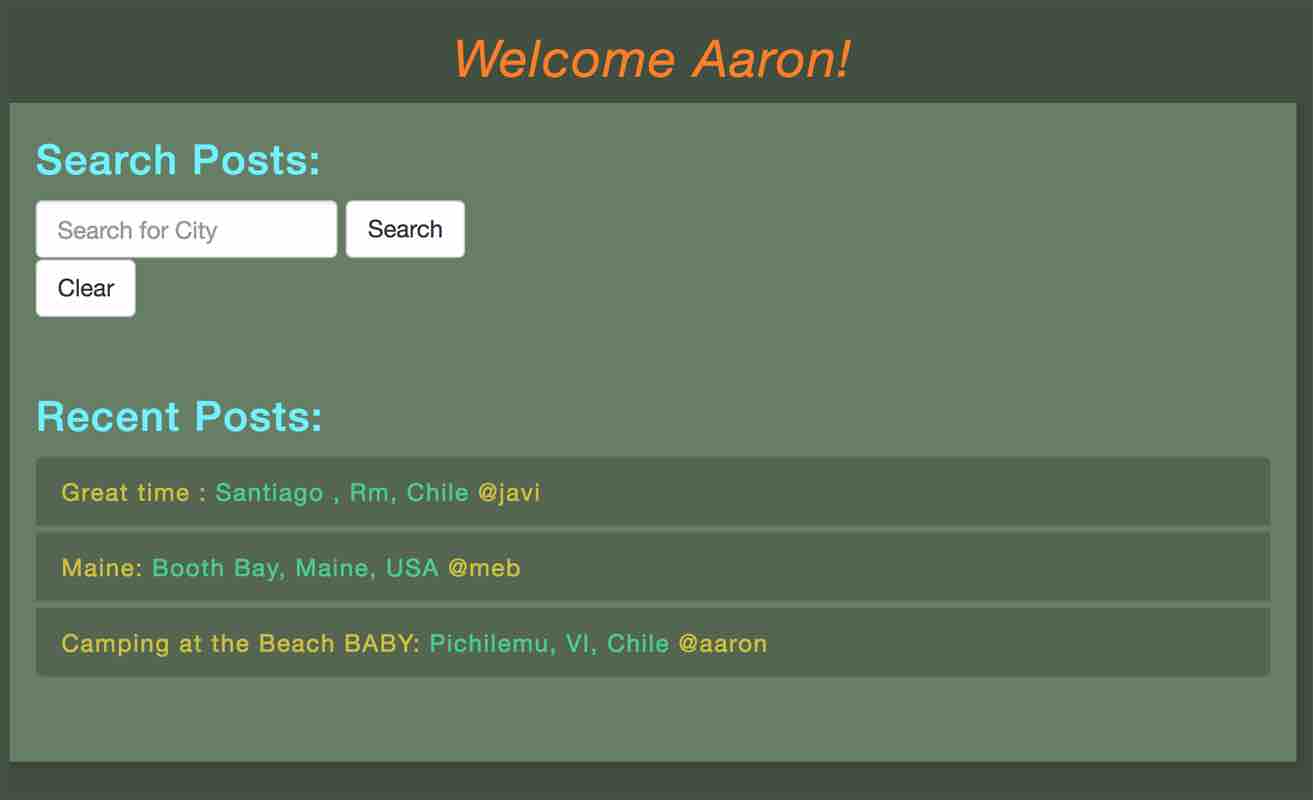 Welcome Aaron!
Search Posts:
Search for City Search
Clear
Recent Posts:
Great time : Santiago , Rm, Chile @javi
Maine: Booth Bay, Maine, USA @meb
Camping at the Beach BABY: Pichilemu, VI, Chile @aaron